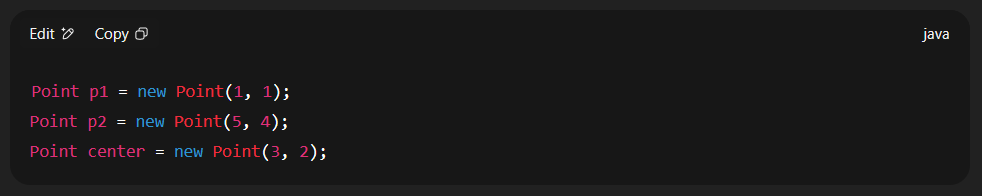 Edit Copy java
Point p1 = new Point(1, 1);
Point p2 = new Point(5, 4);
Point center = new Point(3, 2);